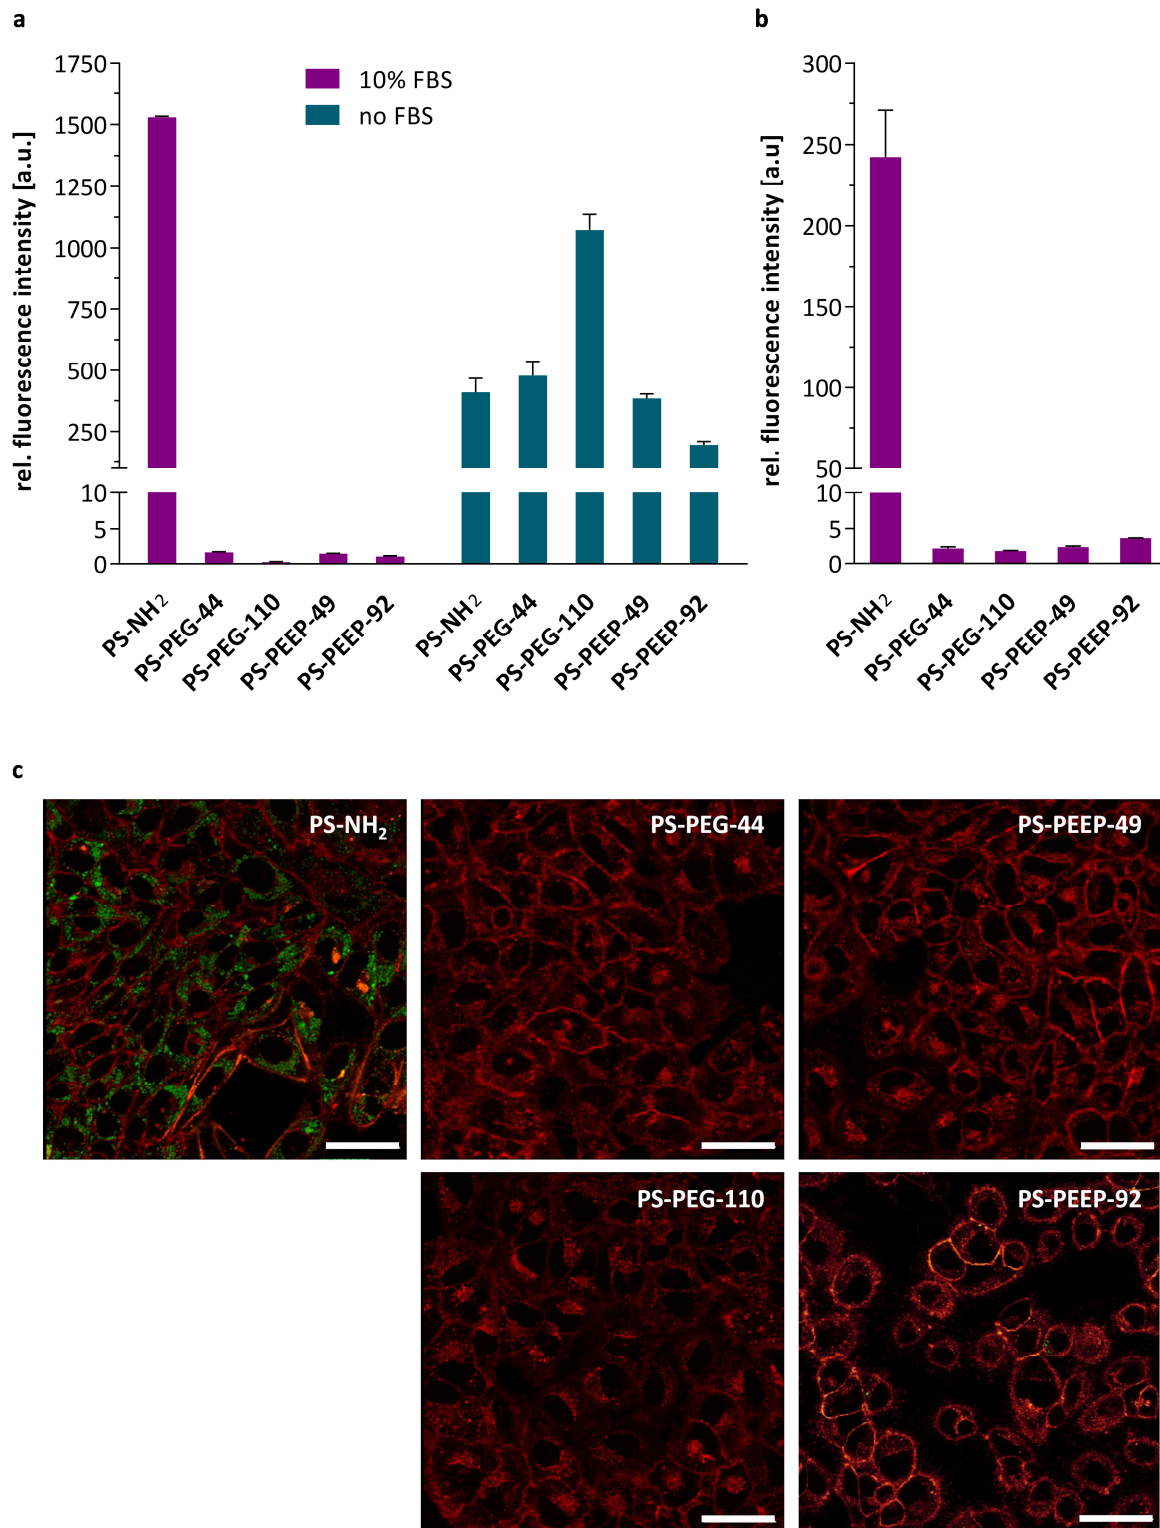 a
rel. fluorescence intensity [a.u.]
1750
1500
1250
1000
750
500
250
10
5
0
10% FBS
no FBS
PS-NH2
PS-PEG-44
PS-PEG-110
PS-PEEP-49
PS-PEEP-92
PS-NH2
PS-PEG-44
PS-PEG-110
PS-PEEP-49
PS-PEEP-92
b
rel. fluorescence intensity [a.u]
300
250
200
150
100
50
10
5
0
PS-NH2
PS-PEG-44
PS-PEG-110
PS-PEEP-49
PS-PEEP-92
c
PS-NH2
PS-PEG-44
PS-PEEP-49
PS-PEG-110
PS-PEEP-92